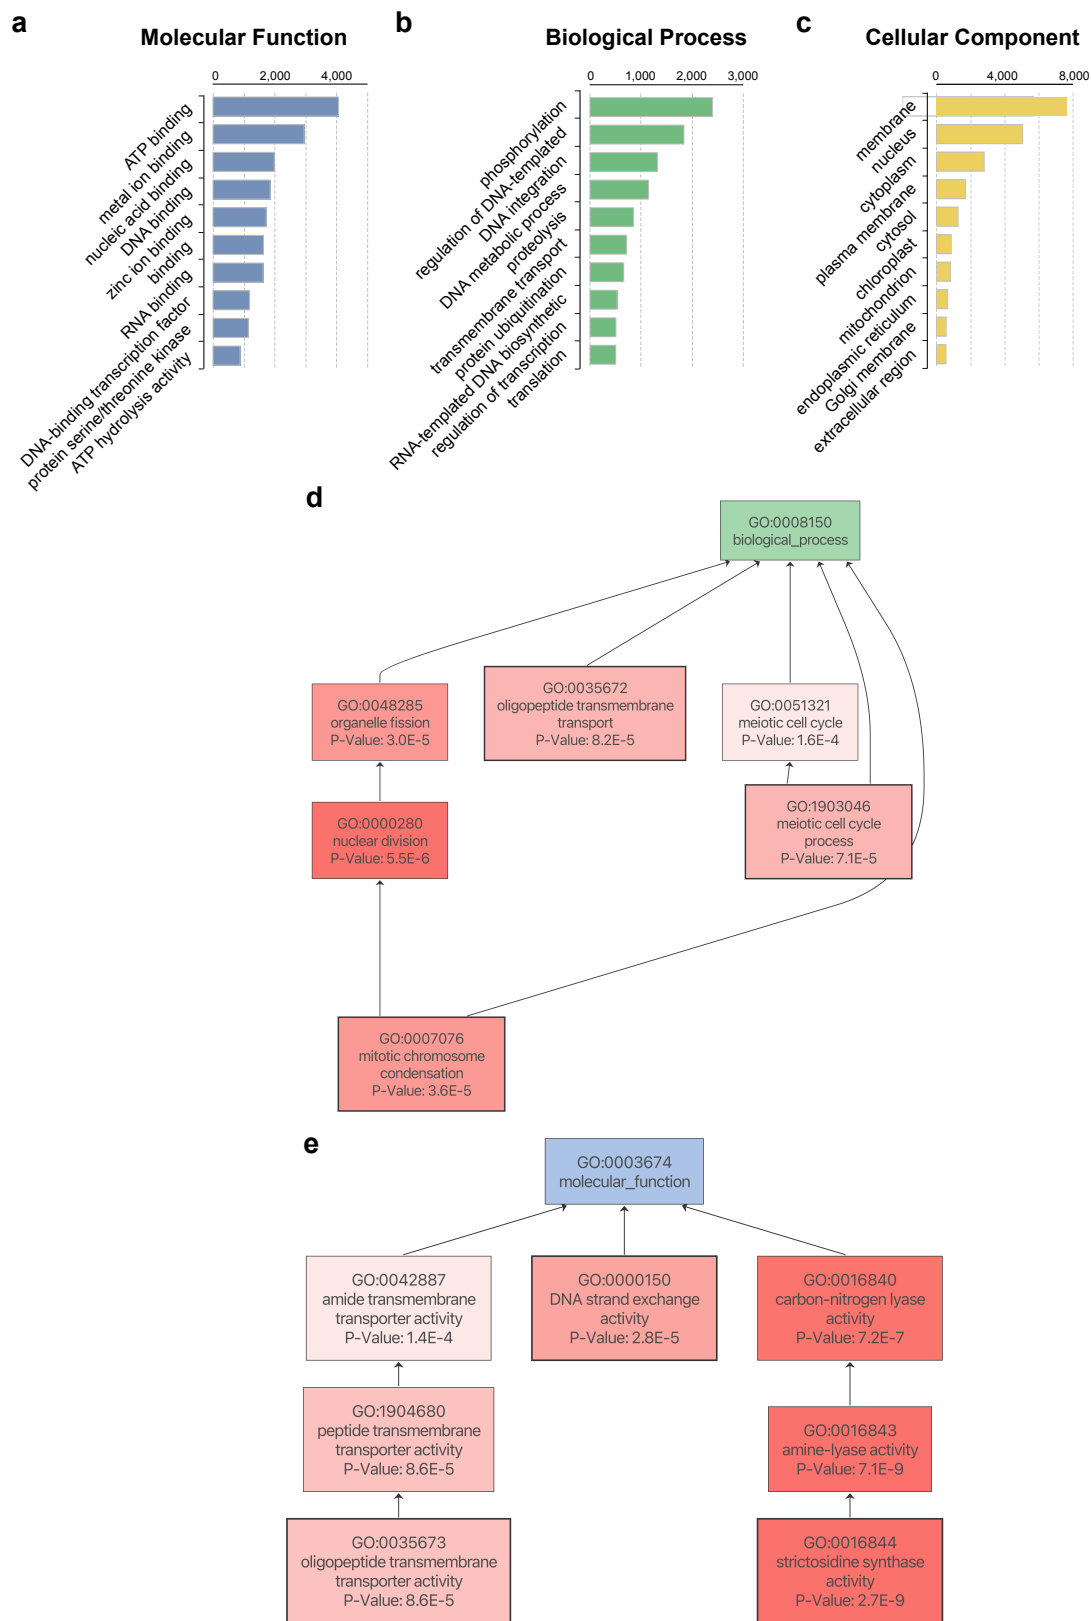 a
Molecular Function
0
2,000
4,000
ATP binding
metal ion binding
nucleic acid binding
DNA binding
zinc ion binding
binding
RNA binding
DNA-binding transcription factor
protein serine/threonine kinase
ATP hydrolysis activity
b
Biological Process
0
1,000
2,000
3,000
phosphorylation
regulation of DNA-templated
DNA integration
DNA metabolic process
proteolysis
transmembrane transport
protein ubiquitination
RNA-templated DNA biosynthetic
regulation of transcription
translation
c
Cellular Component
0
4,000
8,000
membrane
nucleus
cytoplasm
plasma membrane
cytosol
chloroplast
mitochondrion
endoplasmic reticulum
Golgi membrane
extracellular region
d
GO:0008150
biological_process
GO:0048285
organelle fission
P-Value: 3.0E-5
GO:0035672
oligopeptide transmembrane
transport
P-Value: 8.2E-5
GO:0051321
meiotic cell cycle
P-Value: 1.6E-4
GO:0000280
nuclear division
P-Value: 5.5E-6
GO:1903046
meiotic cell cycle
process
P-Value: 7.1E-5
GO:0007076
mitotic chromosome
condensation
P-Value: 3.6E-5
e
GO:0003674
molecular_function
GO:0042887
amide transmembrane
transporter activity
P-Value: 1.4E-4
GO:0000150
DNA strand exchange
activity
P-Value: 2.8E-5
GO:0016840
carbon-nitrogen lyase
activity
P-Value: 7.2E-7
GO:1904680
peptide transmembrane
transporter activity
P-Value: 8.6E-5
GO:0016843
amine-lyase activity
P-Value: 7.1E-9
GO:0035673
oligopeptide transmembrane
transporter activity
P-Value: 8.6E-5
GO:0016844
strictosidine synthase
activity
P-Value: 2.7E-9